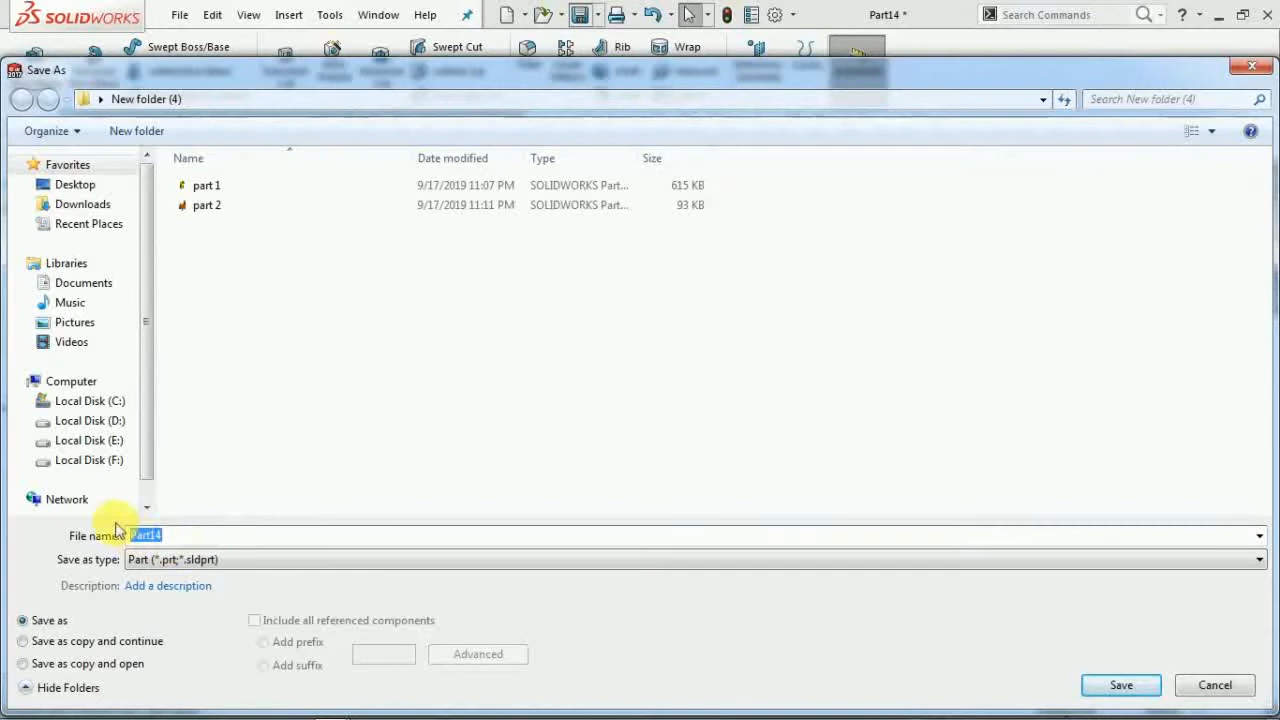 SOLIDWORKS File Edit View Insert Tools Window Help Part14 * Search Commands ?
Swept Boss/Base Swept Cut Rib Wrap
Save As
New folder (4) Search New folder (4)
Organize New folder
Favorites
Desktop
Downloads
Recent Places
Libraries
Documents
Music
Pictures
Videos
Computer
Local Disk (C:)
Local Disk (D:)
Local Disk (E:)
Local Disk (F:)
Network
Name Date modified Type Size
part 1 9/17/2019 11:07 PM SOLIDWORKS Part... 615 KB
part 2 9/17/2019 11:11 PM SOLIDWORKS Part... 93 KB
File name: Part14
Save as type: Part (*.prt;*.sldprt)
Description: Add a description
Save as Include all referenced components
Save as copy and continue Add prefix
Advanced
Save as copy and open Add suffix
Hide Folders Save Cancel